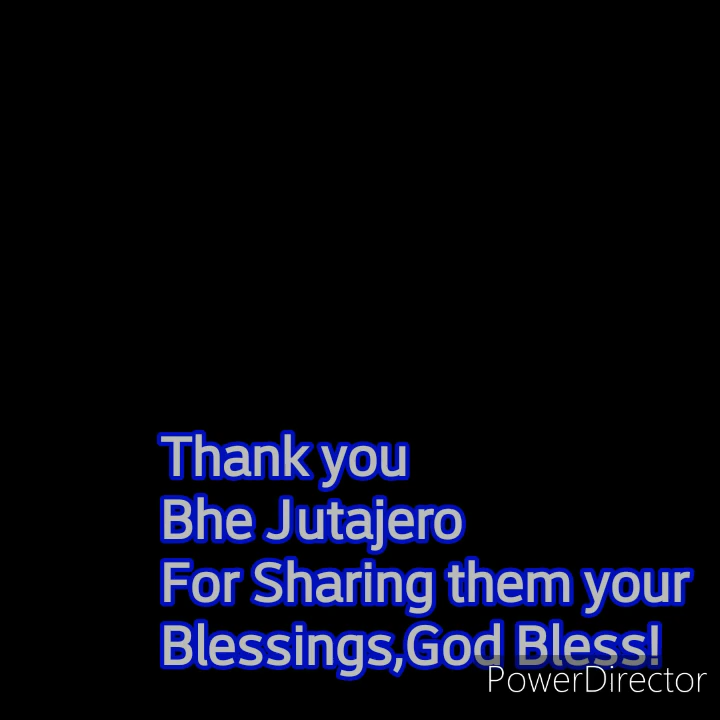 Thank you
Bhe Jutajero
For Sharing them your
Blessings,God Bless!
PowerDirector